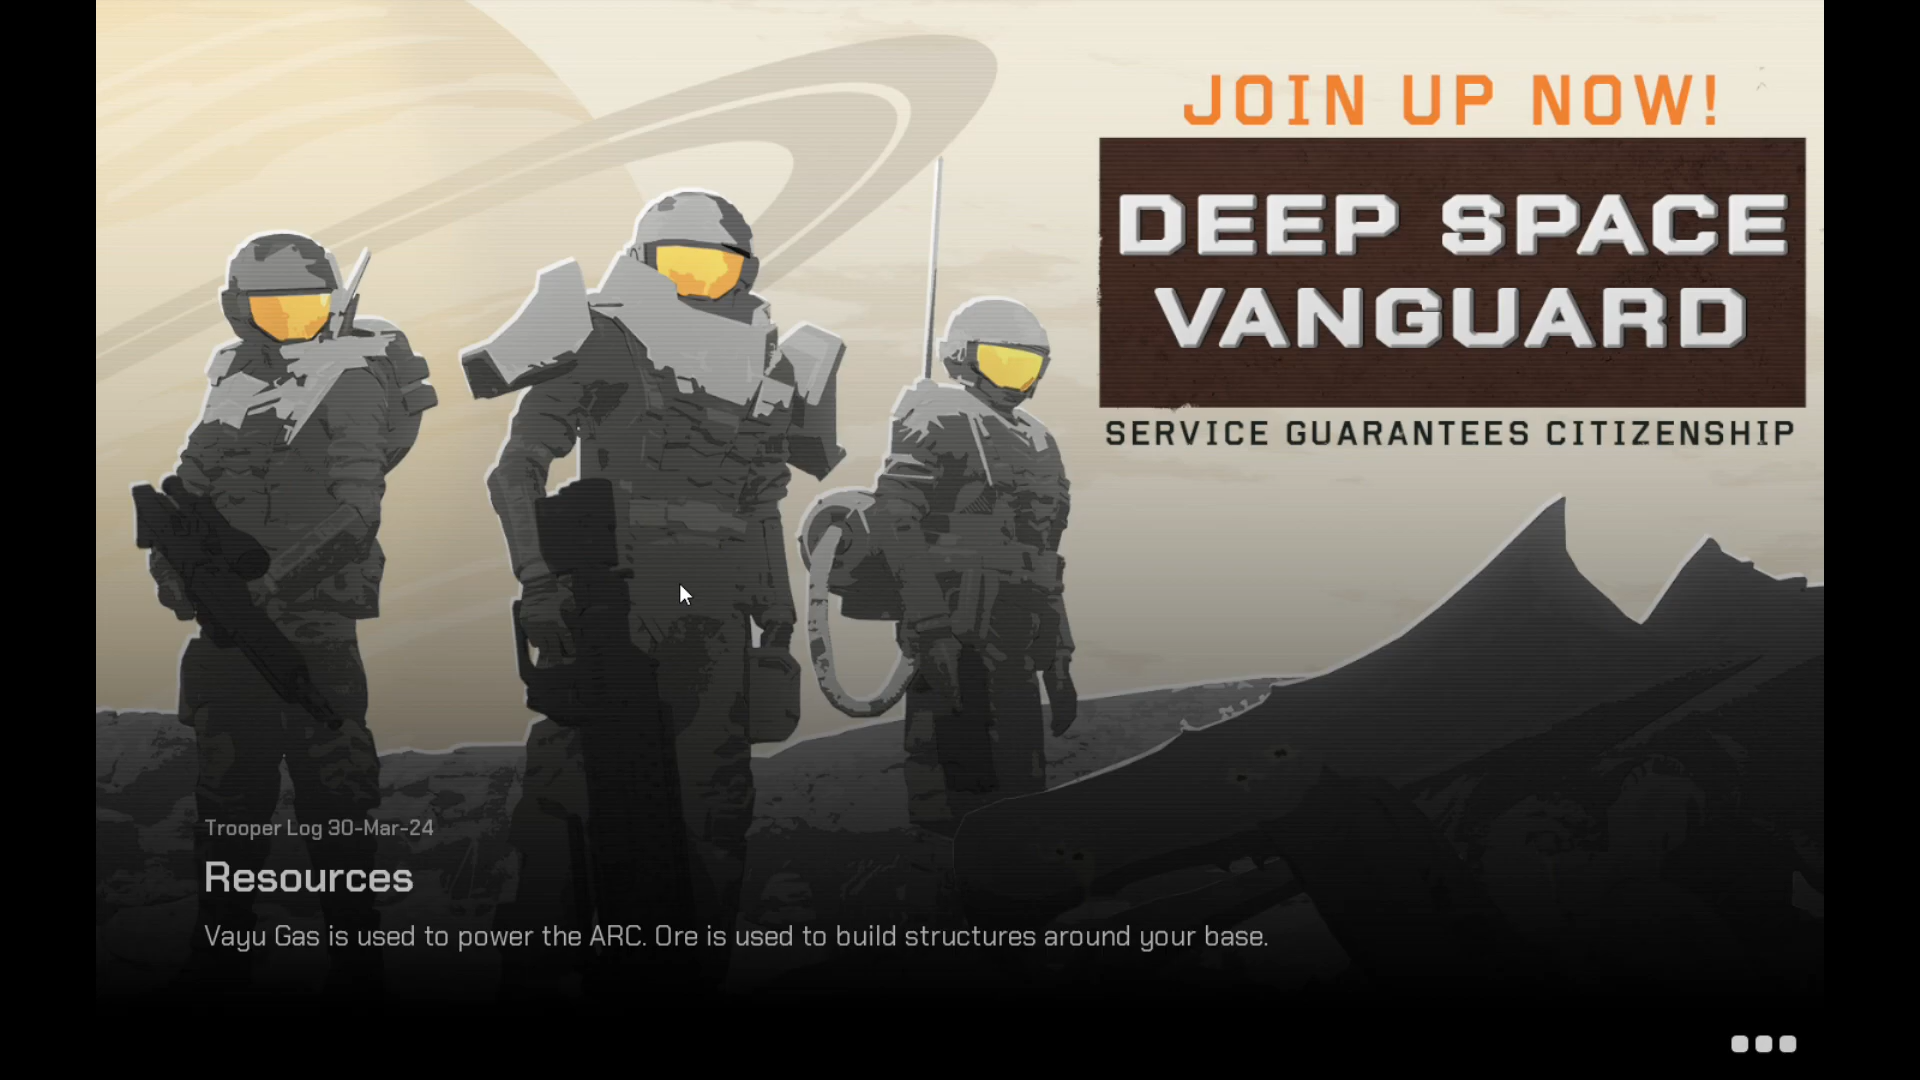 JOIN UP NOW!
DEEP SPACE
VANGUARD
SERVICE GUARANTEES CITIZENSHIP
Trooper Log 30-Mar-24
Resources
Vayu Gas is used to power the ARC. Ore is used to build structures around your base.